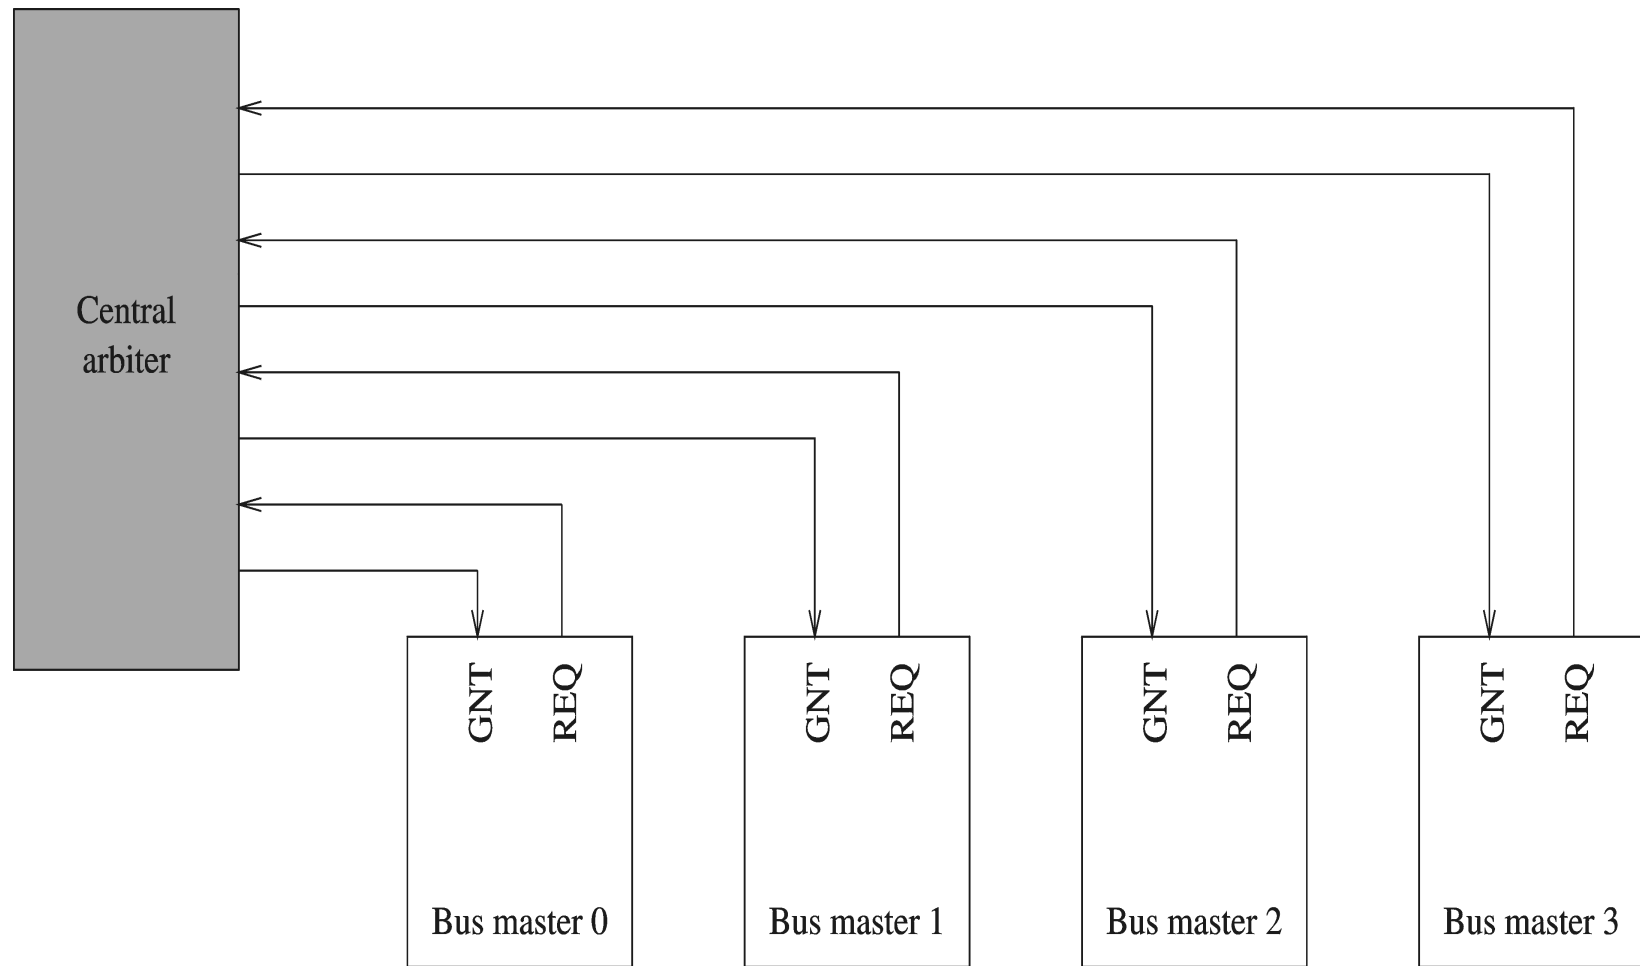 Central
arbiter
GNT
REQ
GNT
REQ
GNT
REQ
GNT
REQ
Bus master 0
Bus master 1
Bus master 2
Bus master 3